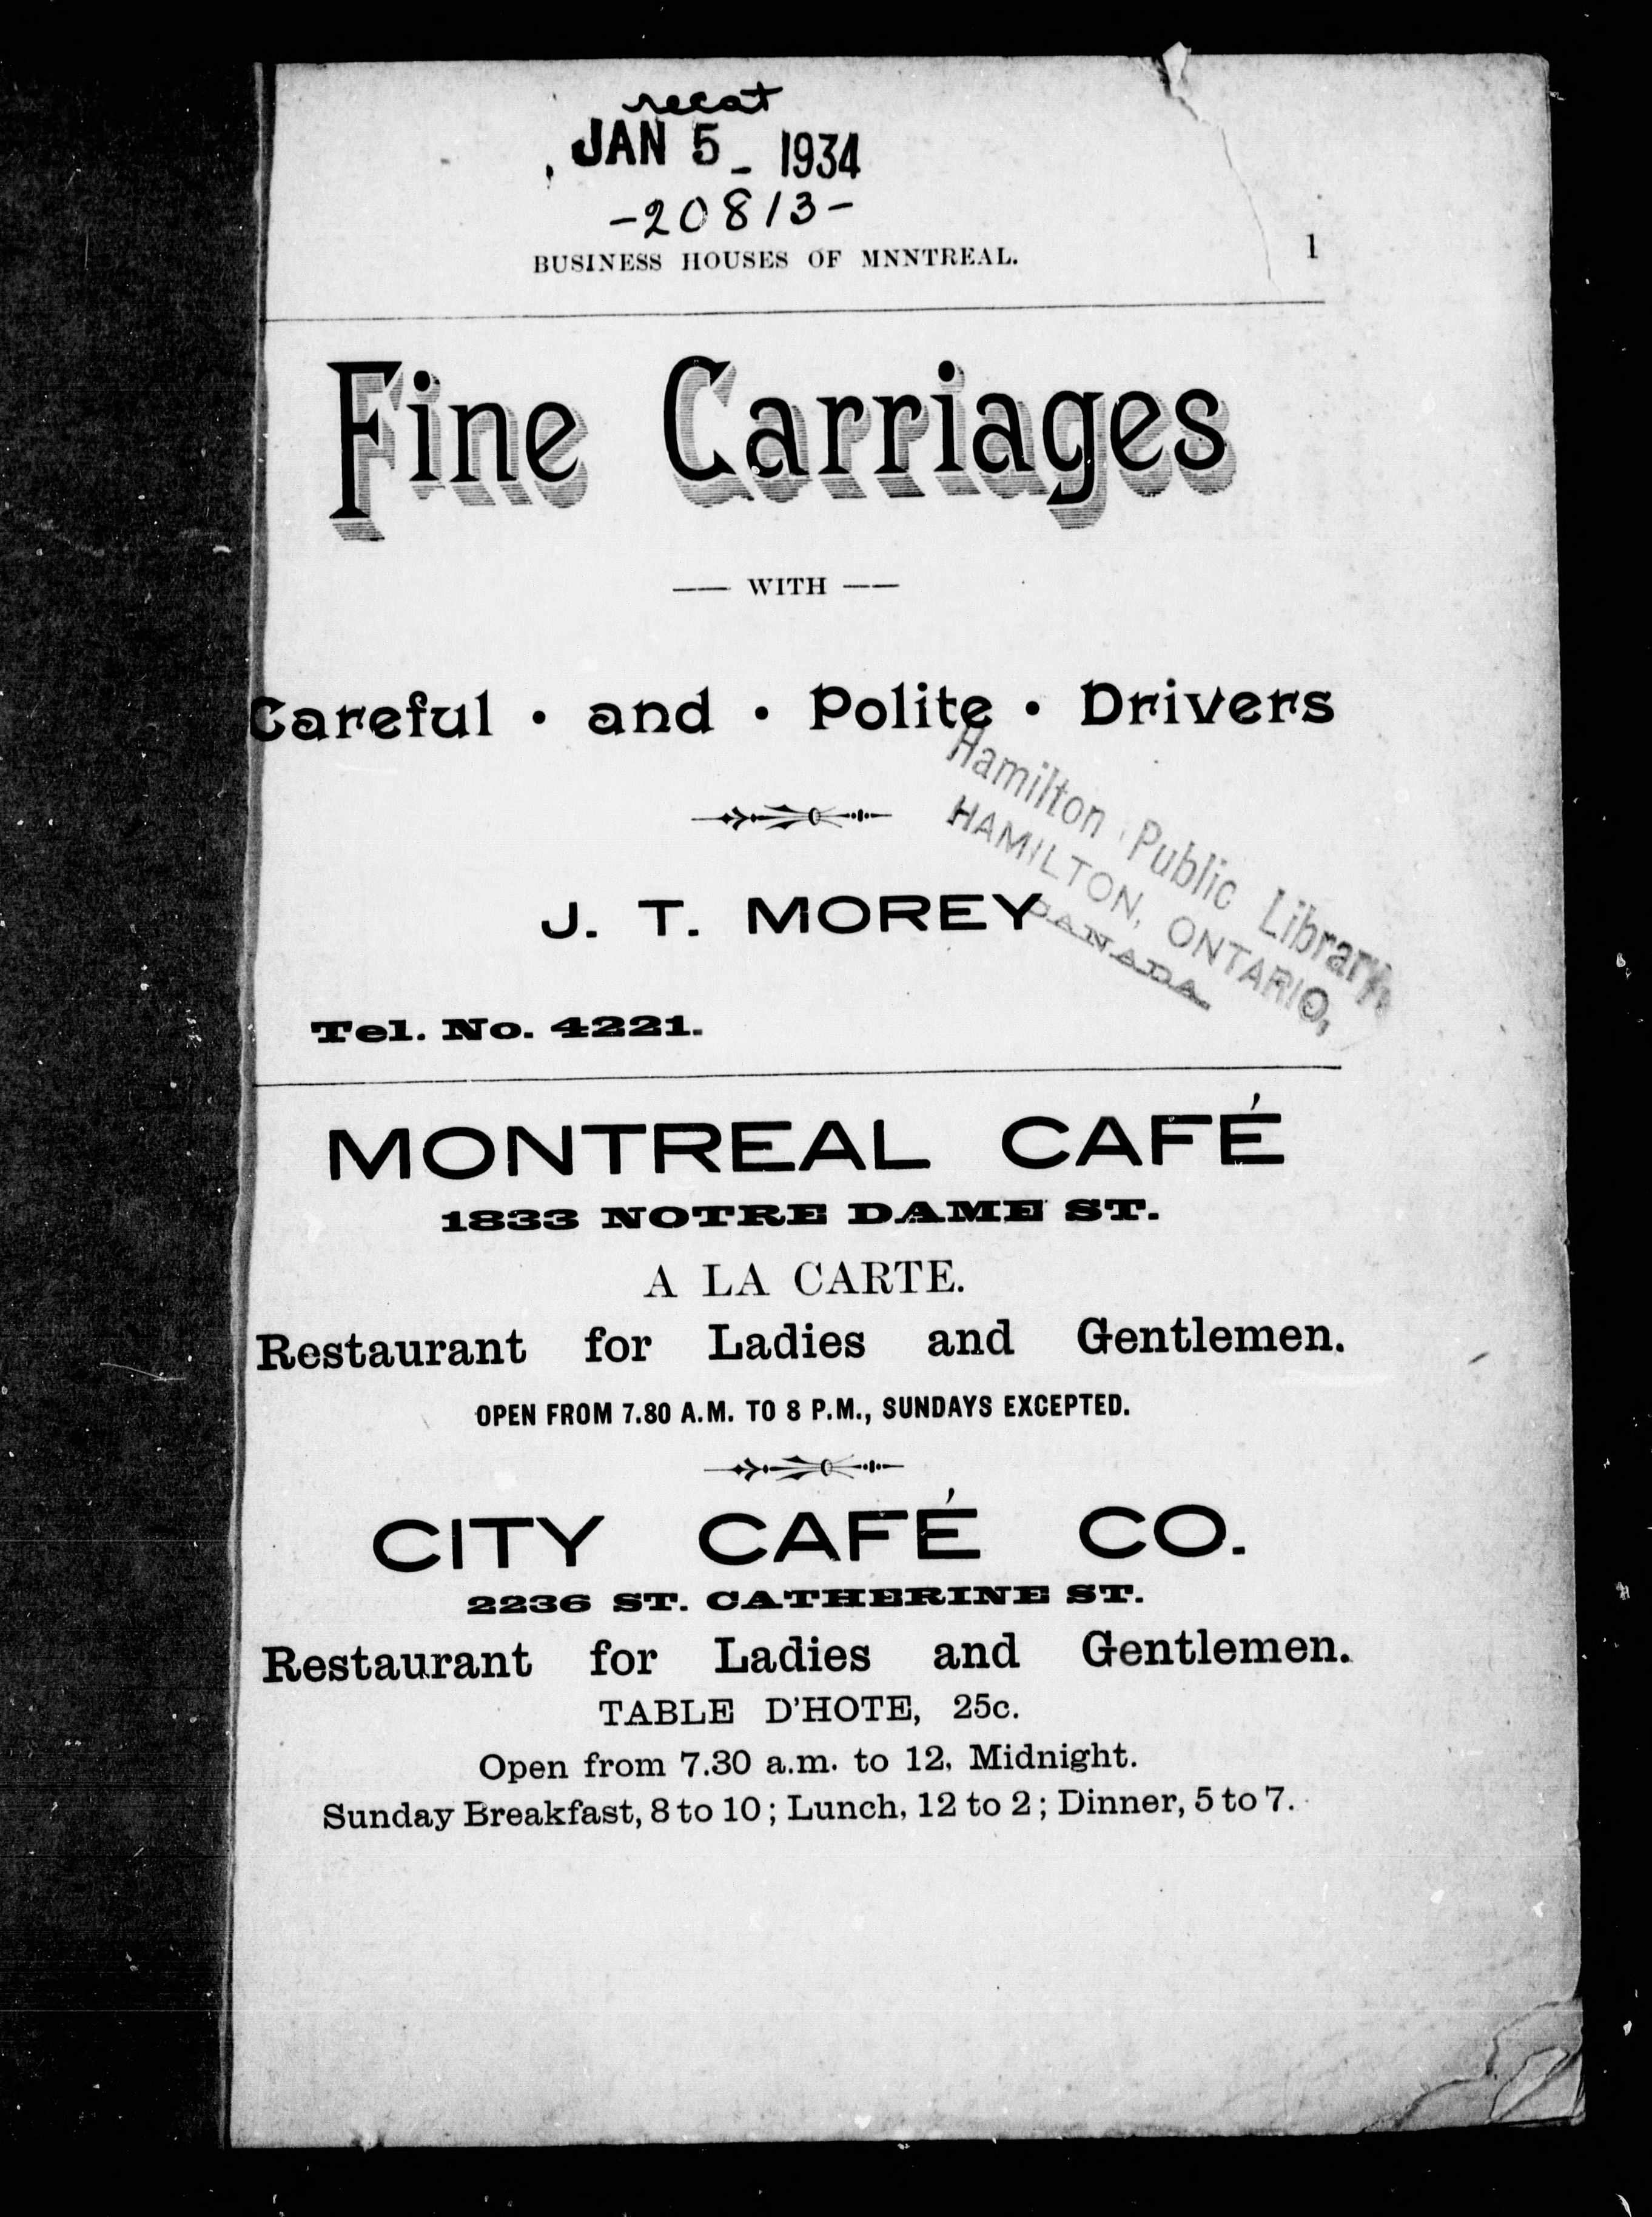 recat
JAN 5_ 1934
-20813-
BUSINESS HOUSES OF MNNTREAL.
1
Fine Carriages
—— WITH ——
Careful • and • Polite • Drivers
Hamilton Public Library
HAMILTON, ONTARIO,
CANADA.
J. T. MOREY
Tel. No. 4221.
MONTREAL CAFÉ
1833 NOTRE DAME ST.
A LA CARTE.
Restaurant for Ladies and Gentlemen.
OPEN FROM 7.80 A.M. TO 8 P.M., SUNDAYS EXCEPTED.
CITY CAFÉ CO.
2236 ST. CATHERINE ST.
Restaurant for Ladies and Gentlemen.
TABLE D'HOTE, 25c.
Open from 7.30 a.m. to 12, Midnight.
Sunday Breakfast, 8 to 10; Lunch, 12 to 2; Dinner, 5 to 7.